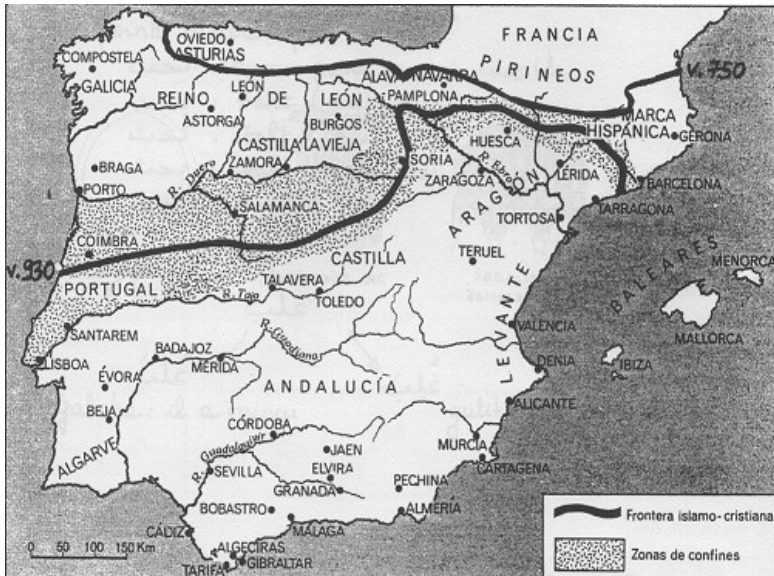 FRANCIA
PIRINEOS
v. 750
OVIEDO
ASTURIAS
COMPOSTELA
GALICIA
ALAVA
NAVARRA
PAMPLONA
REINO DE LEÓN
LEÓN
ASTORGA
BURGOS
CASTILLA LA VIEJA
MARCA
HISPÁNICA
GERONA
HUESCA
BRAGA
PORTO
R. Duero
ZAMORA
SORIA
R. Ebro
ZARAGOZA
LÉRIDA
BARCELONA
TARRAGONA
SALAMANCA
ARAGÓN
TORTOSA
COIMBRA
v. 930
CASTILLA
TERUEL
BALEARES
MENORCA
MALLORCA
IBIZA
PORTUGAL
R. Tajo
TALAVERA
TOLEDO
SANTAREM
LISBOA
BADAJOZ
MÉRIDA
R. Guadiana
VALENCIA
LEVANTE
DENIA
ÉVORA
BEJA
ANDALUCÍA
ALICANTE
ALGARVE
CÓRDOBA
R. Guadalquivir
SEVILLA
JAEN
ELVIRA
GRANADA
MURCIA
CARTAGENA
PECHINA
ALMERÍA
BOBASTRO
MÁLAGA
CÁDIZ
ALGECIRAS
GIBRALTAR
TARIFA
0 50 100 150 Km
Frontera islamo-cristiana
Zonas de confines